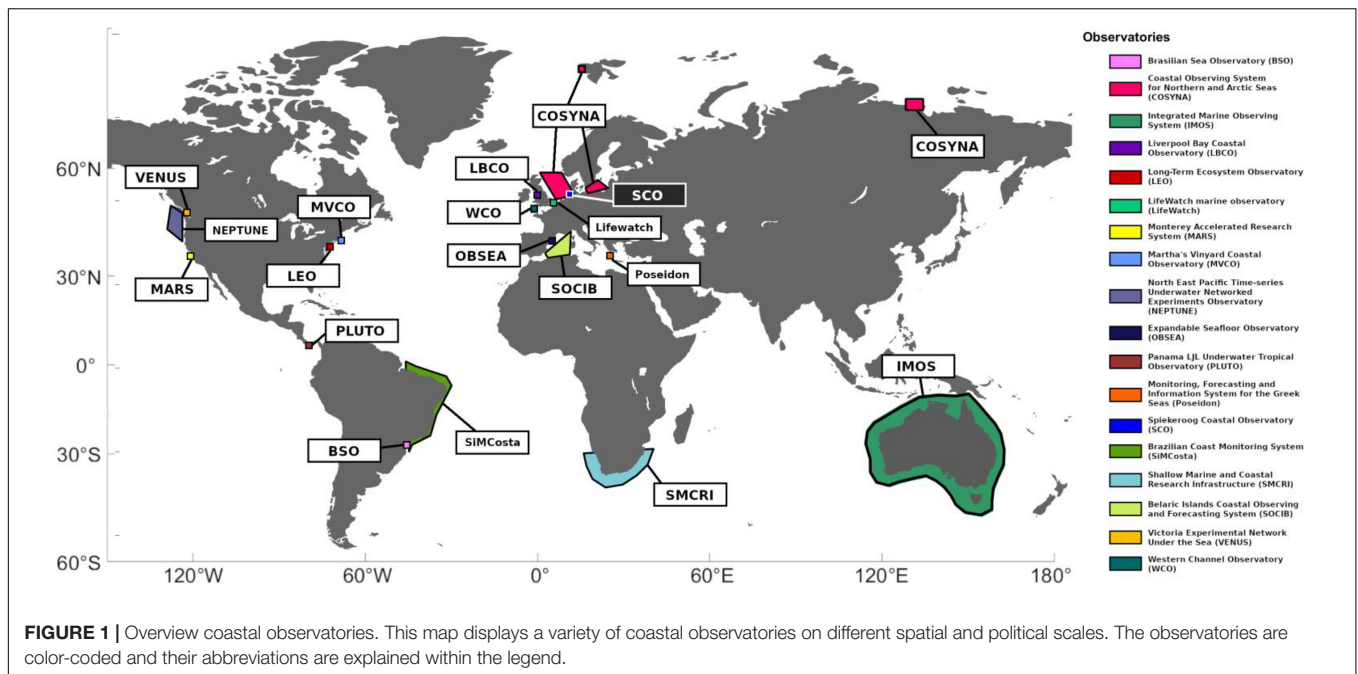 Observatories
Brasilian Sea Observatory (BSO)
Coastal Observing System
for Northern and Arctic Seas
(COSYNA)
Integrated Marine Observing
System (IMOS)
Liverpool Bay Coastal
Observatory (LBCO)
Long-Term Ecosystem Observatory
(LEO)
LifeWatch marine observatory
(LifeWatch)
Monterey Accelerated Research
System (MARS)
Martha's Vinyard Coastal
Observatory (MVCO)
North East Pacific Time-series
Underwater Networked
Experiments Observatory
(NEPTUNE)
Expandable Seafloor Observatory
(OBSEA)
Panama LJL Underwater Tropical
Observatory (PLUTO)
Monitoring, Forecasting and
Information System for the Greek
Seas (Poseidon)
Spiekeroog Coastal Observatory
(SCO)
Brazilian Coast Monitoring System
(SiMCosta)
Shallow Marine and Coastal
Research Infrastructure (SMCRI)
Belaric Islands Coastal Observing
and Forecasting System (SOCIB)
Victoria Experimental Network
Under the Sea (VENUS)
Western Channel Observatory
(WCO)
COSYNA
COSYNA
60°N
VENUS
LBCO
SCO
MVCO
WCO
NEPTUNE
Lifewatch
OBSEA
30°N
MARS
LEO
SOCIB
Poseidon
PLUTO
0°
IMOS
BSO
SiMCosta
30°S
SMCRI
60°S
120°W
60°W
0°
60°E
120°E
180°
FIGURE 1 | Overview coastal observatories. This map displays a variety of coastal observatories on different spatial and political scales. The observatories are
color-coded and their abbreviations are explained within the legend.